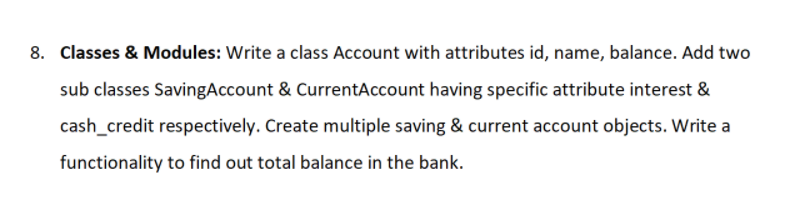 8. Classes & Modules: Write a class Account with attributes id, name, balance. Add two
sub classes SavingAccount & CurrentAccount having specific attribute interest &
cash_credit respectively. Create multiple saving & current account objects. Write a
functionality to find out total balance in the bank.